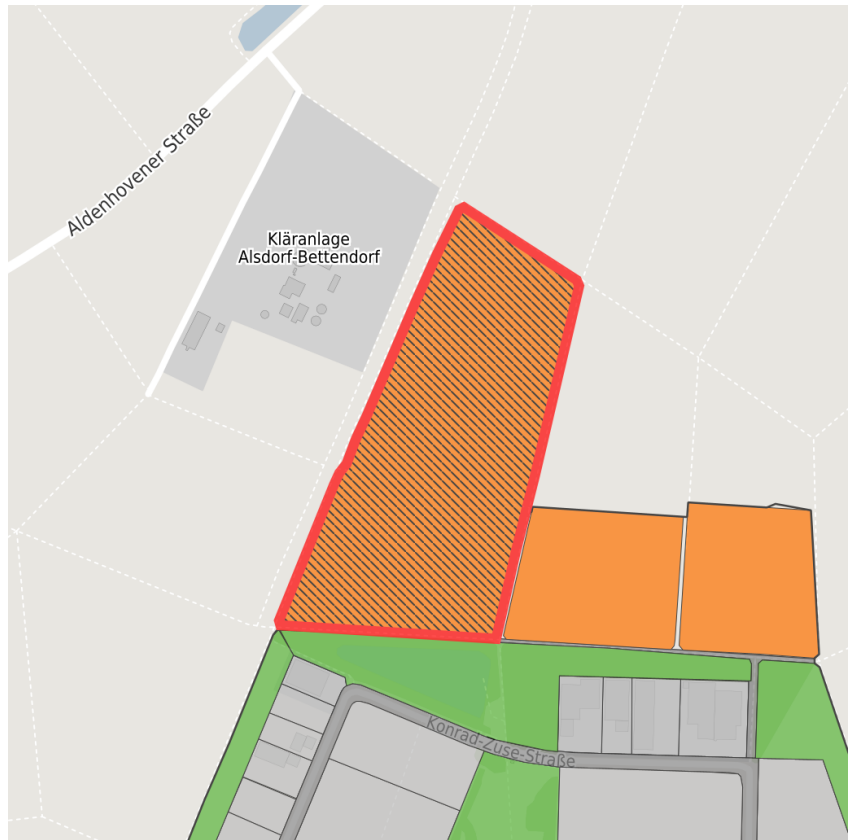 Aldenhovener Straße
Kläranlage
Alsdorf-Bettendorf
Konrad-Zuse-Straße